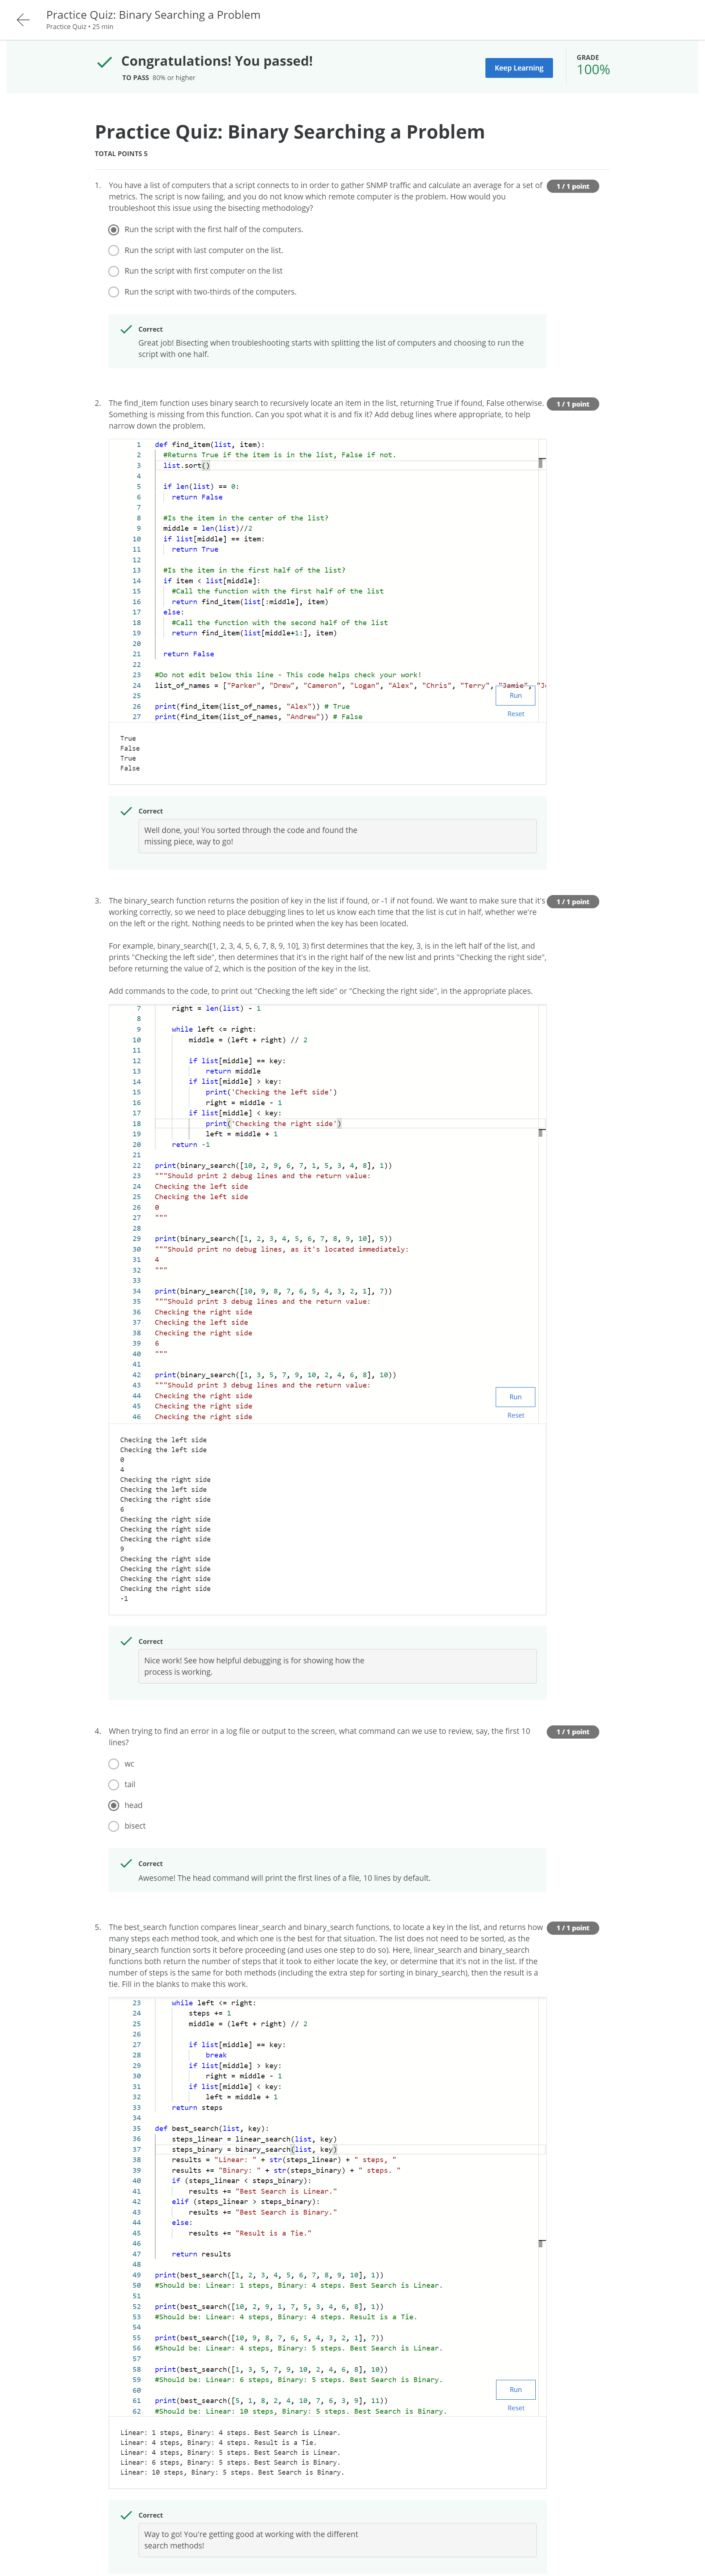 Practice Quiz: Binary Searching a Problem
Practice Quiz • 25 min
Congratulations! You passed!
TO PASS 80% or higher
Keep Learning
GRADE
100%
Practice Quiz: Binary Searching a Problem
TOTAL POINTS 5
1. You have a list of computers that a script connects to in order to gather SNMP traffic and calculate an average for a set of
metrics. The script is now failing, and you do not know which remote computer is the problem. How would you
troubleshoot this issue using the bisecting methodology?
1 / 1 point
Run the script with the first half of the computers.
Run the script with last computer on the list.
Run the script with first computer on the list
Run the script with two-thirds of the computers.
Correct
Great job! Bisecting when troubleshooting starts with splitting the list of computers and choosing to run the
script with one half.
2. The find_item function uses binary search to recursively locate an item in the list, returning True if found, False otherwise.
Something is missing from this function. Can you spot what it is and fix it? Add debug lines where appropriate, to help
narrow down the problem.
1 / 1 point
1 def find_item(list, item):
2 #Returns True if the item is in the list, False if not.
3 list.sort()
4
5 if len(list) == 0:
6 return False
7
8 #Is the item in the center of the list?
9 middle = len(list)//2
10 if list[middle] == item:
11 return True
12
13 #Is the item in the first half of the list?
14 if item < list[middle]:
15 #Call the function with the first half of the list
16 return find_item(list[:middle], item)
17 else:
18 #Call the function with the second half of the list
19 return find_item(list[middle+1:], item)
20
21 return False
22
23 #Do not edit below this line - This code helps check your work!
24 list_of_names = ["Parker", "Drew", "Cameron", "Logan", "Alex", "Chris", "Terry", "Jamie", "J
25
26 print(find_item(list_of_names, "Alex")) # True
27 print(find_item(list_of_names, "Andrew")) # False
Run
Reset
True
False
True
False
Correct
Well done, you! You sorted through the code and found the
missing piece, way to go!
3. The binary_search function returns the position of key in the list if found, or -1 if not found. We want to make sure that it's
working correctly, so we need to place debugging lines to let us know each time that the list is cut in half, whether we're
on the left or the right. Nothing needs to be printed when the key has been located.
1 / 1 point
For example, binary_search([1, 2, 3, 4, 5, 6, 7, 8, 9, 10], 3) first determines that the key, 3, is in the left half of the list, and
prints "Checking the left side", then determines that it's in the right half of the new list and prints "Checking the right side",
before returning the value of 2, which is the position of the key in the list.
Add commands to the code, to print out "Checking the left side" or "Checking the right side", in the appropriate places.
7 right = len(list) - 1
8
9 while left <= right:
10 middle = (left + right) // 2
11
12 if list[middle] == key:
13 return middle
14 if list[middle] > key:
15 print('Checking the left side')
16 right = middle - 1
17 if list[middle] < key:
18 print('Checking the right side')
19 left = middle + 1
20 return -1
21
22 print(binary_search([10, 2, 9, 6, 7, 1, 5, 3, 4, 8], 1))
23 """Should print 2 debug lines and the return value:
24 Checking the left side
25 Checking the left side
26 0
27 """
28
29 print(binary_search([1, 2, 3, 4, 5, 6, 7, 8, 9, 10], 5))
30 """Should print no debug lines, as it's located immediately:
31 4
32 """
33
34 print(binary_search([10, 9, 8, 7, 6, 5, 4, 3, 2, 1], 7))
35 """Should print 3 debug lines and the return value:
36 Checking the right side
37 Checking the left side
38 Checking the right side
39 6
40 """
41
42 print(binary_search([1, 3, 5, 7, 9, 10, 2, 4, 6, 8], 10))
43 """Should print 3 debug lines and the return value:
44 Checking the right side
45 Checking the right side
46 Checking the right side
Run
Reset
Checking the left side
Checking the left side
0
4
Checking the right side
Checking the left side
Checking the right side
6
Checking the right side
Checking the right side
Checking the right side
9
Checking the right side
Checking the right side
Checking the right side
Checking the right side
-1
Correct
Nice work! See how helpful debugging is for showing how the
process is working.
4. When trying to find an error in a log file or output to the screen, what command can we use to review, say, the first 10
lines?
1 / 1 point
wc
tail
head
bisect
Correct
Awesome! The head command will print the first lines of a file, 10 lines by default.
5. The best_search function compares linear_search and binary_search functions, to locate a key in the list, and returns how
many steps each method took, and which one is the best for that situation. The list does not need to be sorted, as the
binary_search function sorts it before proceeding (and uses one step to do so). Here, linear_search and binary_search
functions both return the number of steps that it took to either locate the key, or determine that it's not in the list. If the
number of steps is the same for both methods (including the extra step for sorting in binary_search), then the result is a
tie. Fill in the blanks to make this work.
1 / 1 point
23 while left <= right:
24 steps += 1
25 middle = (left + right) // 2
26
27 if list[middle] == key:
28 break
29 if list[middle] > key:
30 right = middle - 1
31 if list[middle] < key:
32 left = middle + 1
33 return steps
34
35 def best_search(list, key):
36 steps_linear = linear_search(list, key)
37 steps_binary = binary_search(list, key)
38 results = "Linear: " + str(steps_linear) + " steps, "
39 results += "Binary: " + str(steps_binary) + " steps. "
40 if (steps_linear < steps_binary):
41 results += "Best Search is Linear."
42 elif (steps_linear > steps_binary):
43 results += "Best Search is Binary."
44 else:
45 results += "Result is a Tie."
46
47 return results
48
49 print(best_search([1, 2, 3, 4, 5, 6, 7, 8, 9, 10], 1))
50 #Should be: Linear: 1 steps, Binary: 4 steps. Best Search is Linear.
51
52 print(best_search([10, 2, 9, 1, 7, 5, 3, 4, 6, 8], 1))
53 #Should be: Linear: 4 steps, Binary: 4 steps. Result is a Tie.
54
55 print(best_search([10, 9, 8, 7, 6, 5, 4, 3, 2, 1], 7))
56 #Should be: Linear: 4 steps, Binary: 5 steps. Best Search is Linear.
57
58 print(best_search([1, 3, 5, 7, 9, 10, 2, 4, 6, 8], 10))
59 #Should be: Linear: 6 steps, Binary: 5 steps. Best Search is Binary.
60
61 print(best_search([5, 1, 8, 2, 4, 10, 7, 6, 3, 9], 11))
62 #Should be: Linear: 10 steps, Binary: 5 steps. Best Search is Binary.
Run
Reset
Linear: 1 steps, Binary: 4 steps. Best Search is Linear.
Linear: 4 steps, Binary: 4 steps. Result is a Tie.
Linear: 4 steps, Binary: 5 steps. Best Search is Linear.
Linear: 6 steps, Binary: 5 steps. Best Search is Binary.
Linear: 10 steps, Binary: 5 steps. Best Search is Binary.
Correct
Way to go! You're getting good at working with the different
search methods!